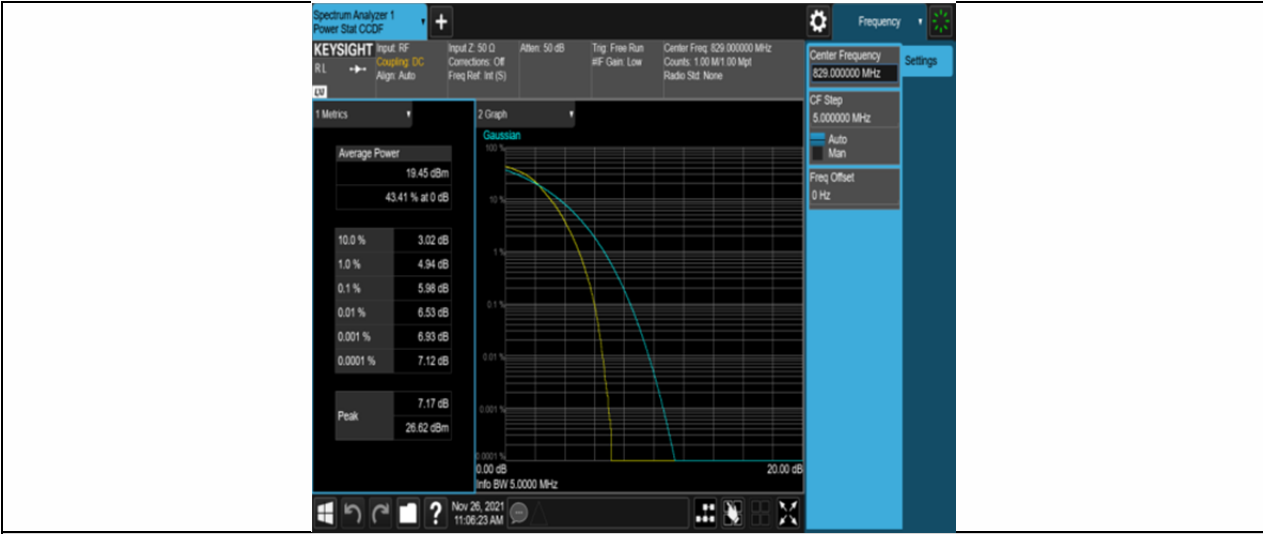 Spectrum Analyzer 1
Power Stat CCDF
Frequency
KEYSIGHT
Input: RF
Coupling: DC
Align: Auto
Input Z: 50 Ω
Corrections: Off
Freq Ref: Int (S)
Atten: 50 dB
Trig: Free Run
#IF Gain: Low
Center Freq: 829.000000 MHz
Counts: 1.00 M/1.00 Mpt
Radio Std: None
R L
LV
Center Frequency
829.000000 MHz
Settings
CF Step
5.000000 MHz
Auto
Man
Freq Offset
0 Hz
1 Metrics
Average Power
19.45 dBm
43.41 % at 0 dB
10.0 % 3.02 dB
1.0 % 4.94 dB
0.1 % 5.98 dB
0.01 % 6.53 dB
0.001 % 6.93 dB
0.0001 % 7.12 dB
Peak
7.17 dB
26.62 dBm
2 Graph
Gaussian
100 %
10 %
1 %
0.1 %
0.01 %
0.001 %
0.0001 %
0.00 dB 20.00 dB
Info BW 5.0000 MHz
?
Nov 26, 2021
11:06:23 AM